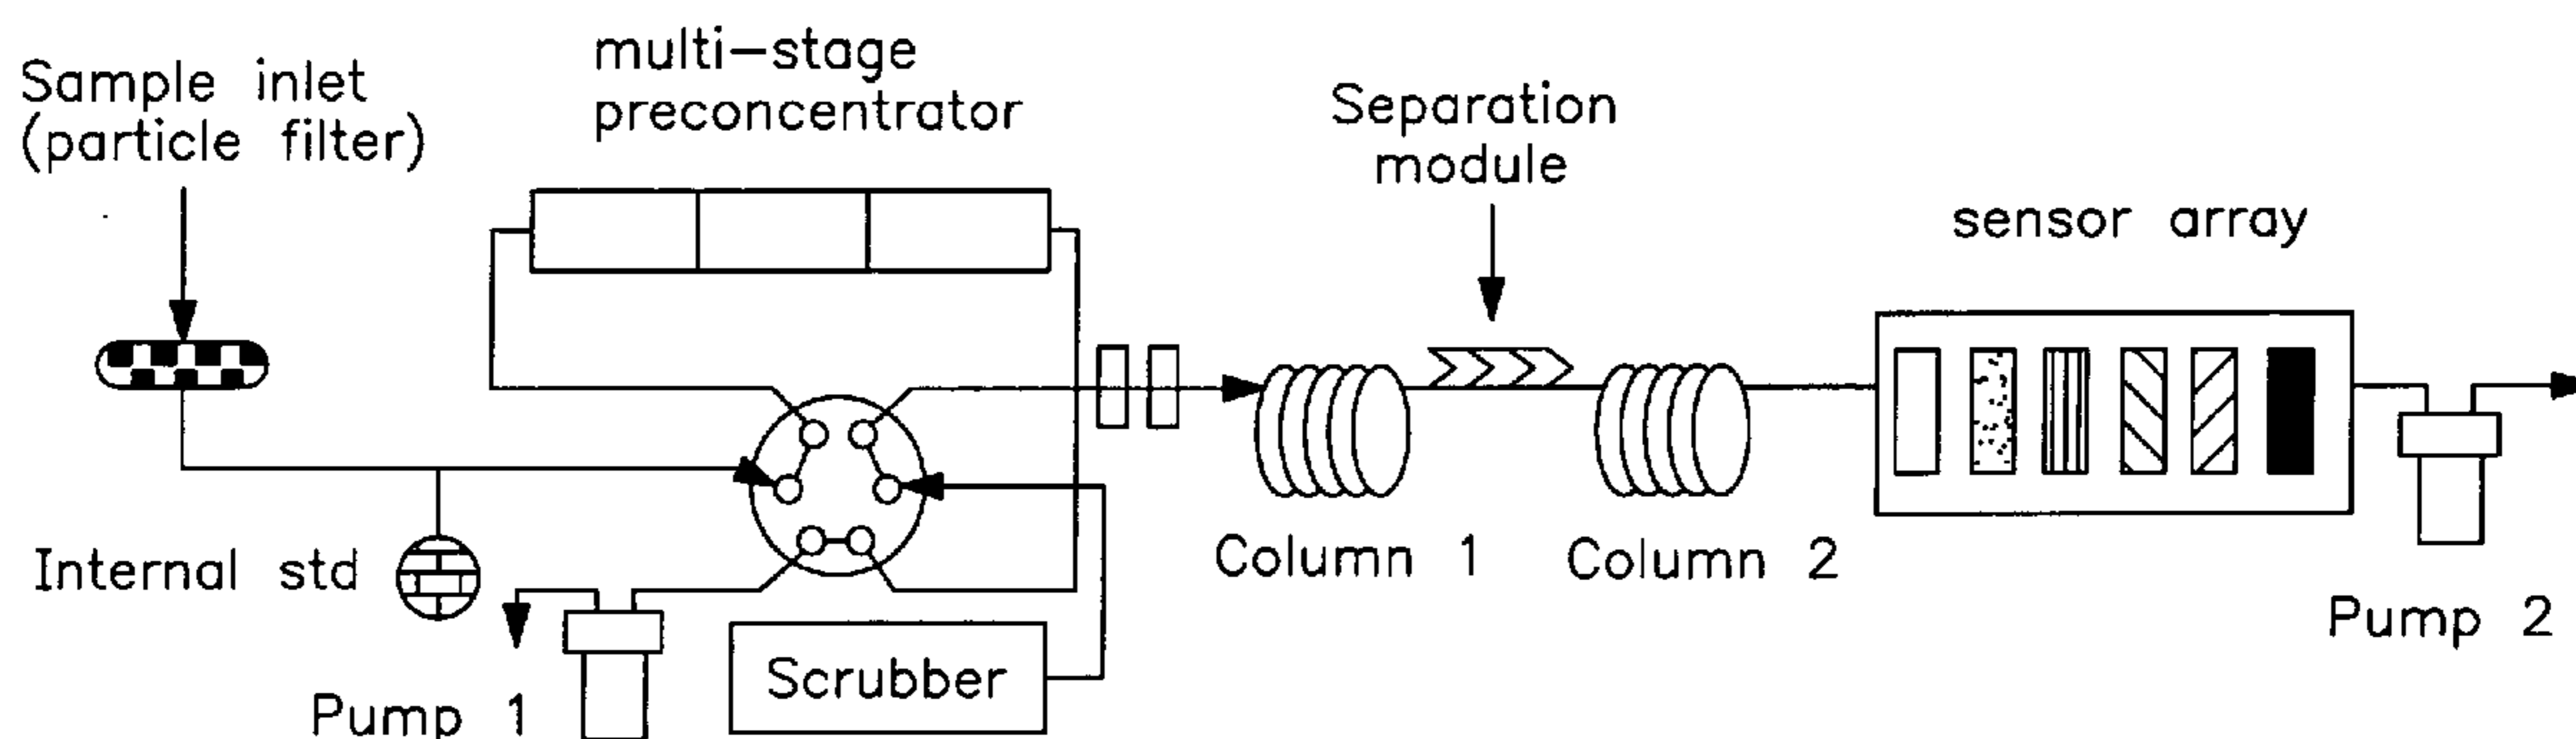 Sample inlet
(particle filter)
multi-stage
preconcentrator
Separation
module
sensor array
Internal std
Column 1
Column 2
Pump 1
Scrubber
Pump 2